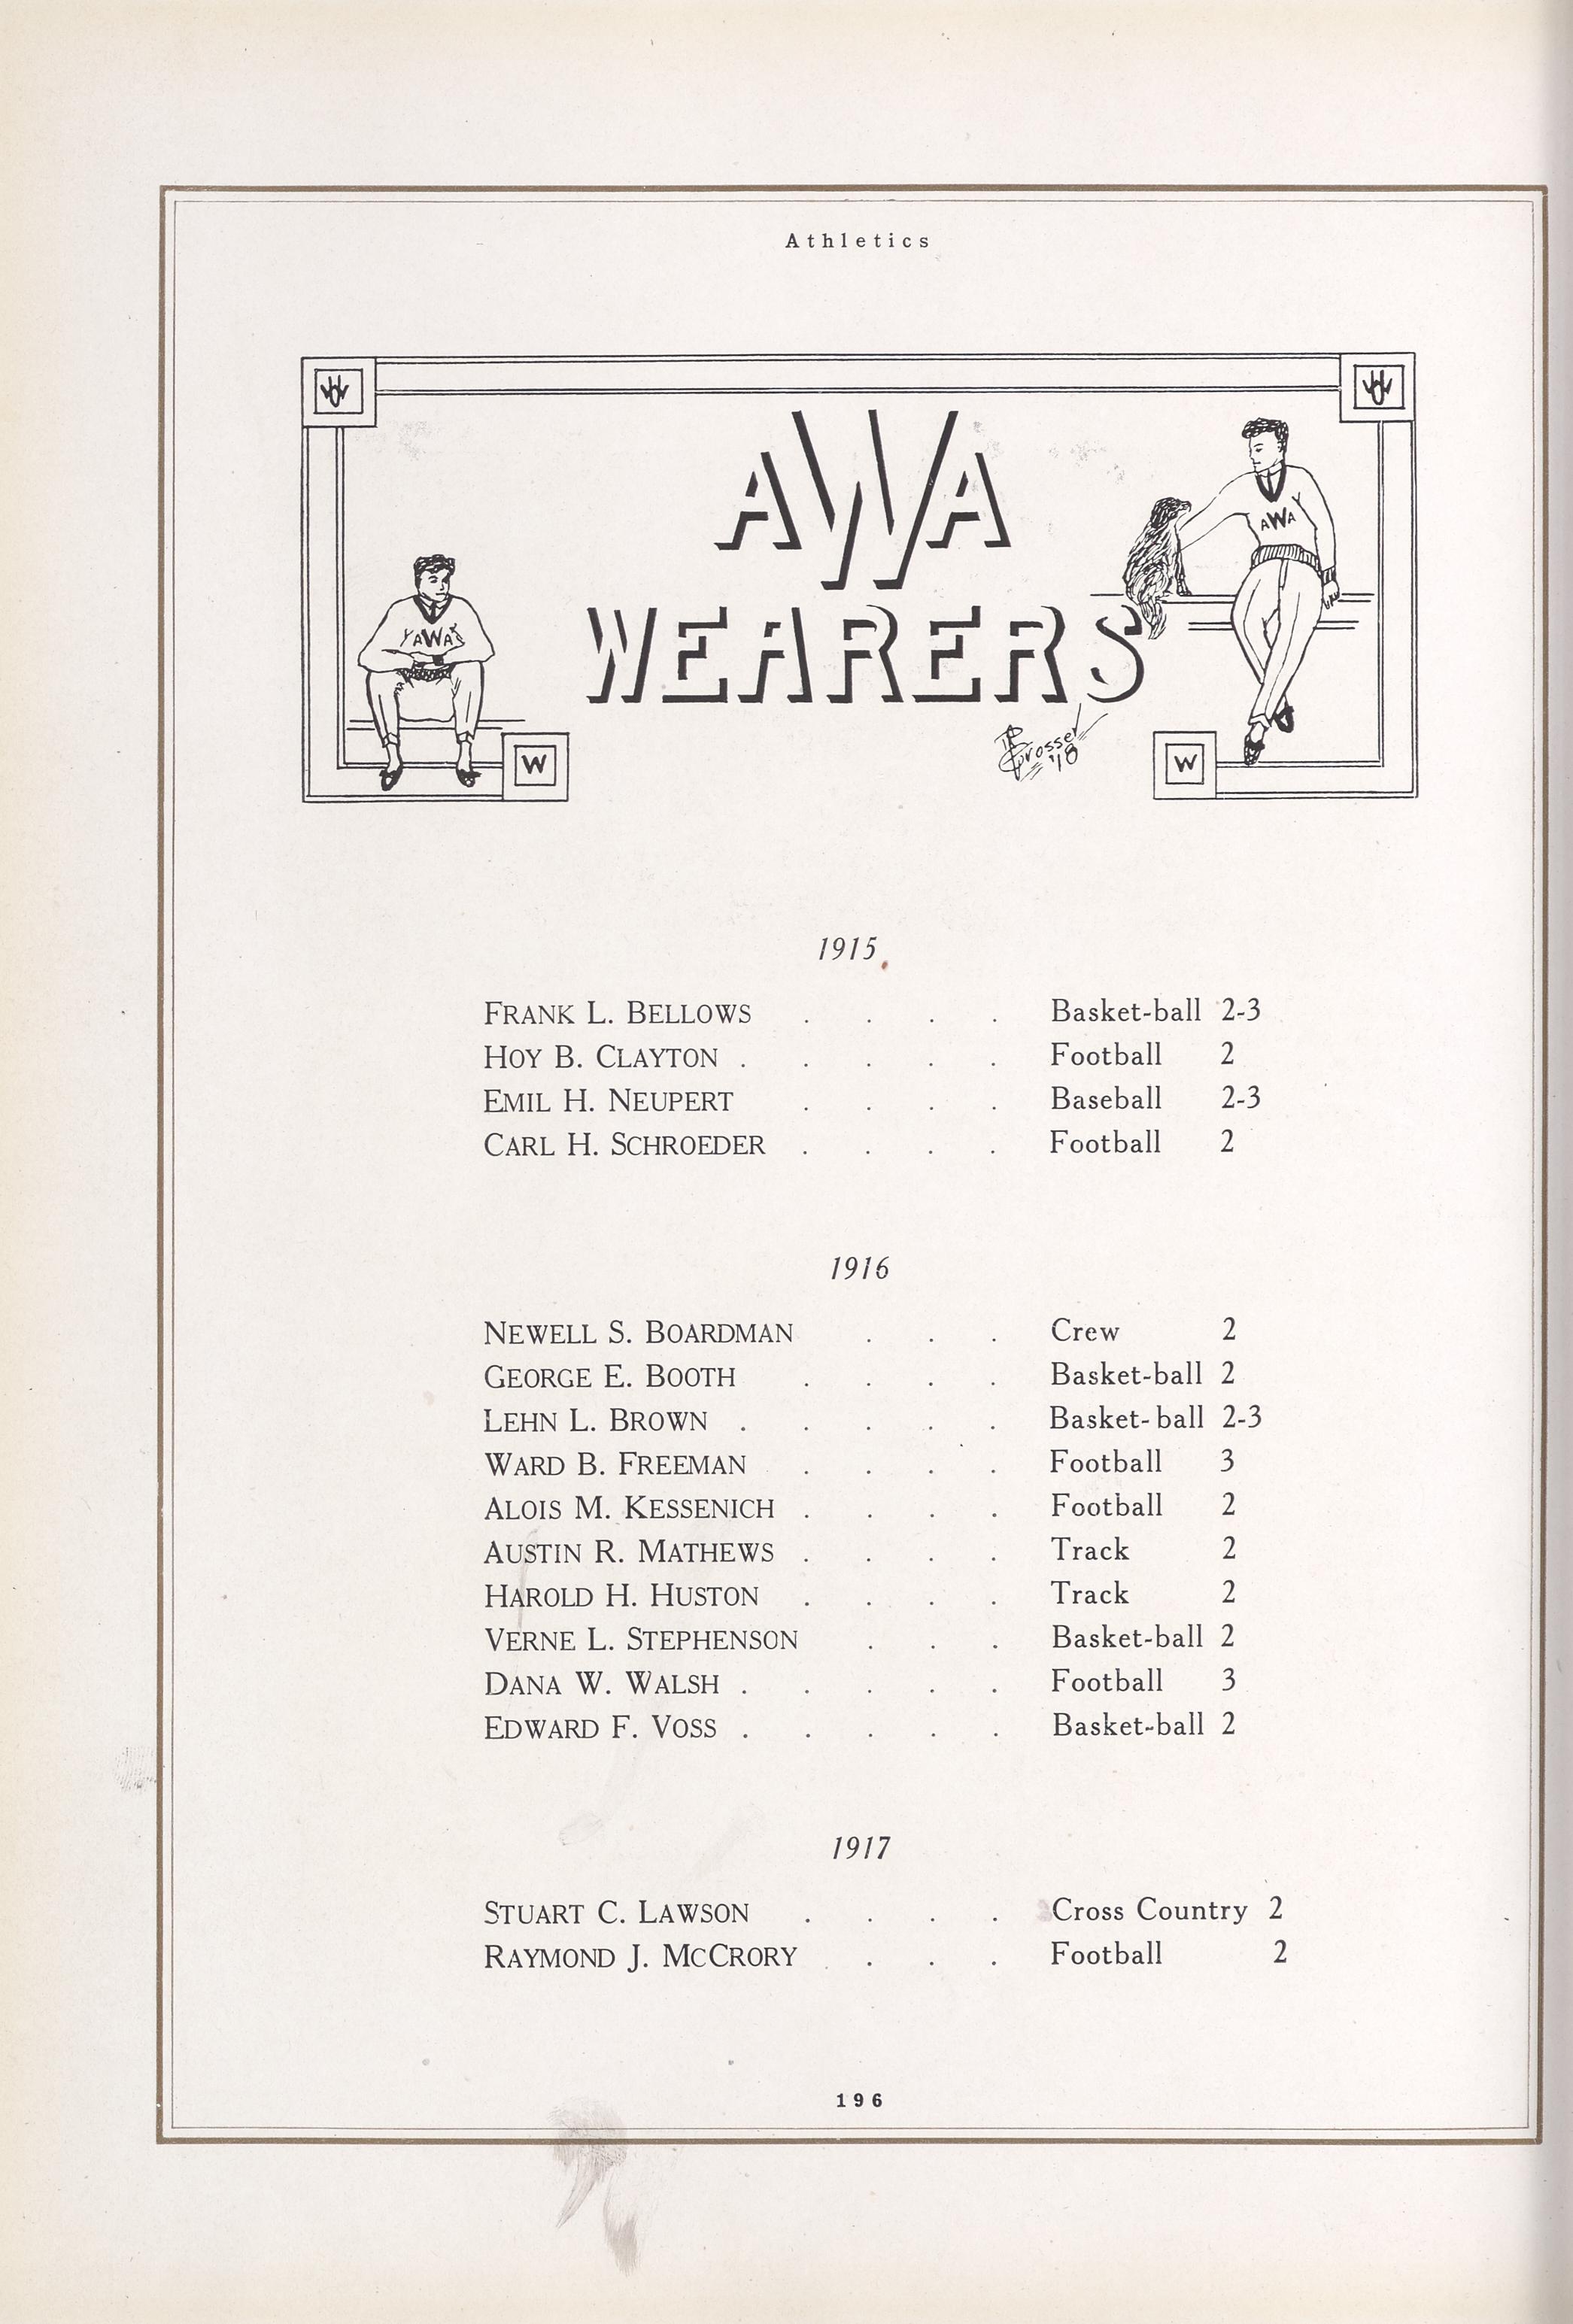 Athletics
AWA
WEARERS
AWA
AWA
Grosser
'18
W
W
1915
FRANK L. BELLOWS . . . . Basket-ball 2-3
HOY B. CLAYTON . . . . . Football 2
EMIL H. NEUPERT . . . . Baseball 2-3
CARL H. SCHROEDER . . . . Football 2
1916
NEWELL S. BOARDMAN . . . Crew 2
GEORGE E. BOOTH . . . . Basket-ball 2
LEHN L. BROWN . . . . . Basket-ball 2-3
WARD B. FREEMAN . . . . Football 3
ALOIS M. KESSENICH . . . . Football 2
AUSTIN R. MATHEWS . . . . Track 2
HAROLD H. HUSTON . . . . Track 2
VERNE L. STEPHENSON . . . Basket-ball 2
DANA W. WALSH . . . . . Football 3
EDWARD F. VOSS . . . . . Basket-ball 2
1917
STUART C. LAWSON . . . . Cross Country 2
RAYMOND J. MCCRORY . . . Football 2
196